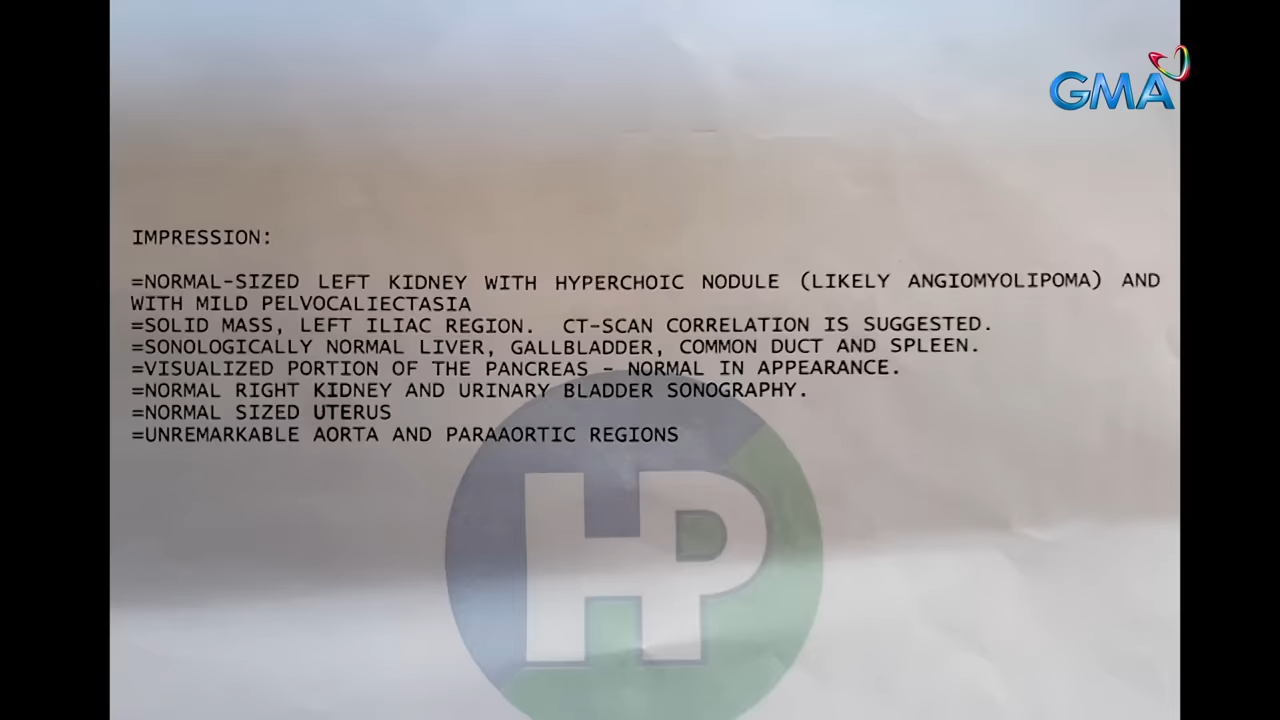 GMA
IMPRESSION:
=NORMAL-SIZED LEFT KIDNEY WITH HYPERCHOIC NODULE (LIKELY ANGIOMYOLIPOMA) AND
WITH MILD PELVOCALIECTASIA
=SOLID MASS, LEFT ILIAC REGION. CT-SCAN CORRELATION IS SUGGESTED.
=SONOLOGICALLY NORMAL LIVER, GALLBLADDER, COMMON DUCT AND SPLEEN.
=VISUALIZED PORTION OF THE PANCREAS – NORMAL IN APPEARANCE.
=NORMAL RIGHT KIDNEY AND URINARY BLADDER SONOGRAPHY.
=NORMAL SIZED UTERUS
=UNREMARKABLE AORTA AND PARAAORTIC REGIONS
HP